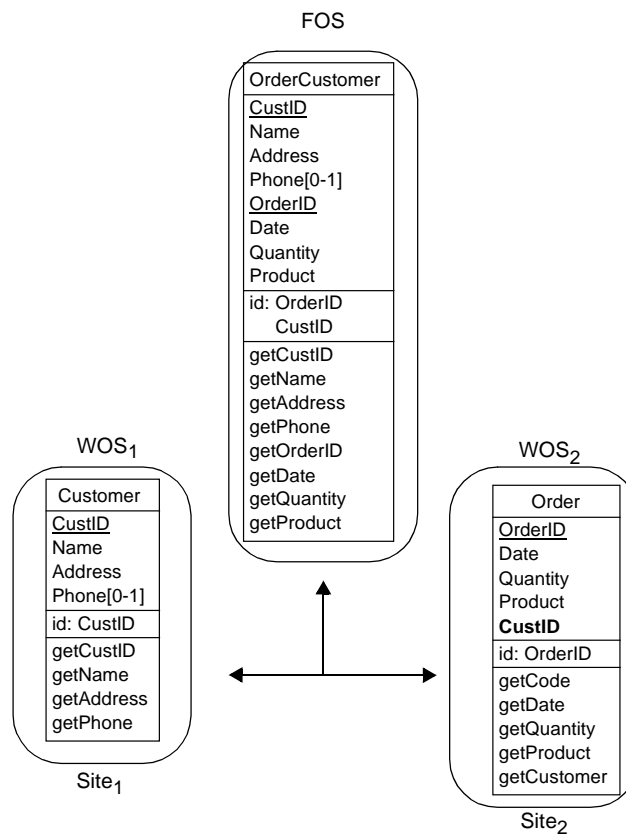 FOS
OrderCustomer
CustID
Name
Address
Phone[0-1]
OrderID
Date
Quantity
Product
id: OrderID
CustID
getCustID
getName
getAddress
getPhone
getOrderID
getDate
getQuantity
getProduct
WOS1
Customer
CustID
Name
Address
Phone[0-1]
id: CustID
getCustID
getName
getAddress
getPhone
Site1
WOS2
Order
OrderID
Date
Quantity
Product
CustID
id: OrderID
getCode
getDate
getQuantity
getProduct
getCustomer
Site2